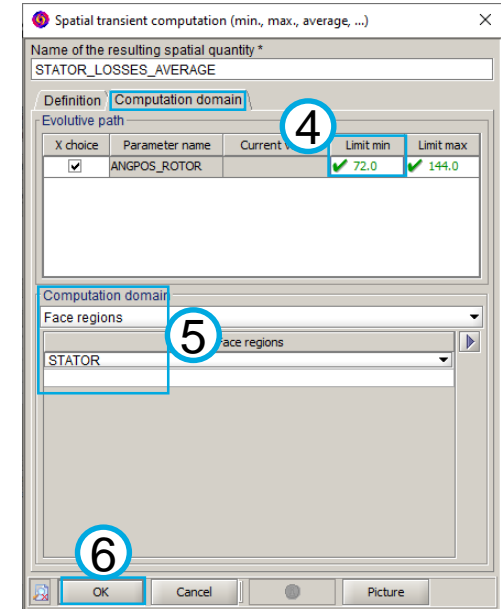 Spatial transient computation (min., max., average, ...)
Name of the resulting spatial quantity *
STATOR_LOSSES_AVERAGE
Definition Computation domain
Evolutive path
4
X choice Parameter name Current Limit min Limit max
ANGPOS_ROTOR 72.0 144.0
Computation domain
Face regions
5
ace regions
STATOR
6
OK Cancel Picture